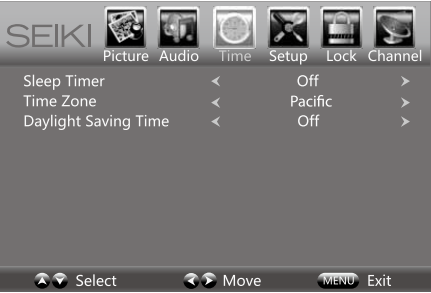 SEIKI
Picture Audio Time Setup Lock Channel
Sleep Timer Off
Time Zone Pacific
Daylight Saving Time Off
Select Move MENU Exit